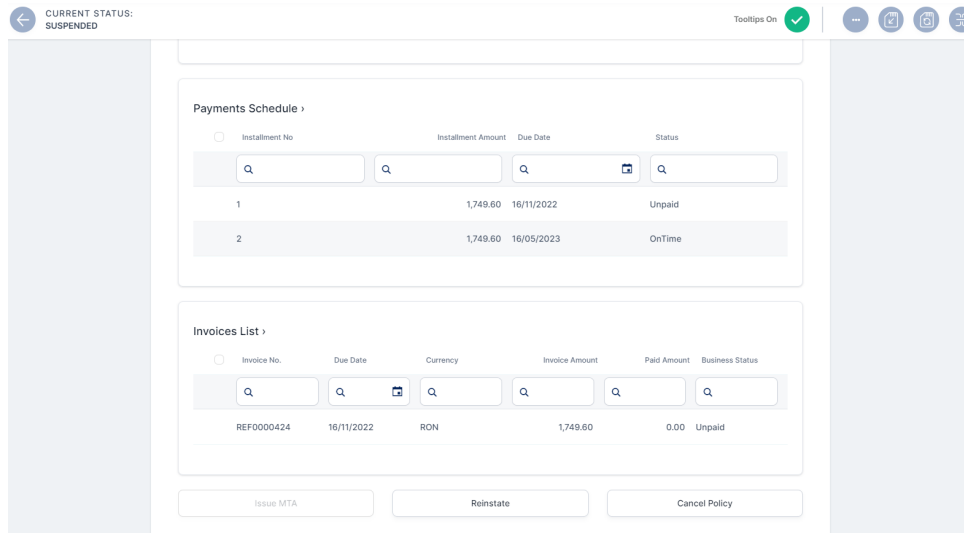 CURRENT STATUS:
SUSPENDED
Tooltips On
Payments Schedule ›
Installment No Installment Amount Due Date Status
1 1,749.60 16/11/2022 Unpaid
2 1,749.60 16/05/2023 OnTime
Invoices List ›
Invoice No. Due Date Currency Invoice Amount Paid Amount Business Status
REF0000424 16/11/2022 RON 1,749.60 0.00 Unpaid
Issue MTA Reinstate Cancel Policy